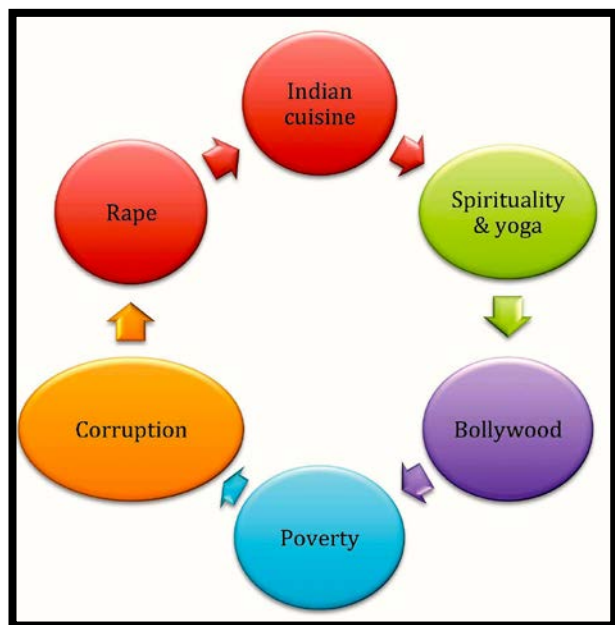 Indian
cuisine
Spirituality
& yoga
Bollywood
Poverty
Corruption
Rape